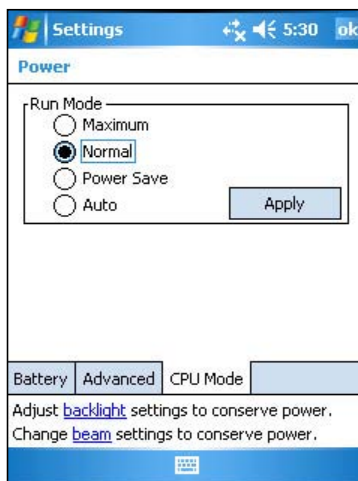 Settings 5:30 ok
Power
Run Mode
Maximum
Normal
Power Save
Auto
Apply
Battery Advanced CPU Mode
Adjust backlight settings to conserve power.
Change beam settings to conserve power.